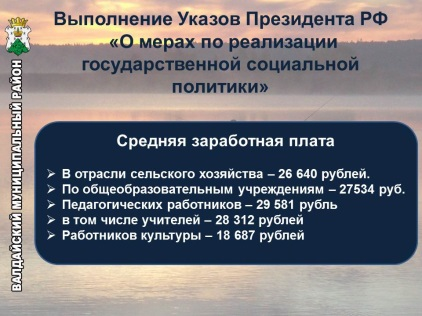 Выполнение Указов Президента РФ
«О мерах по реализации
государственной социальной
политики»
ВАЛДАЙСКИЙ МУНИЦИПАЛЬНЫЙ РАЙОН
Средняя заработная плата
В отрасли сельского хозяйства – 26 640 рублей.
По общеобразовательным учреждениям – 27534 руб.
Педагогических работников – 29 581 рубль
в том числе учителей – 28 312 рублей
Работников культуры – 18 687 рублей